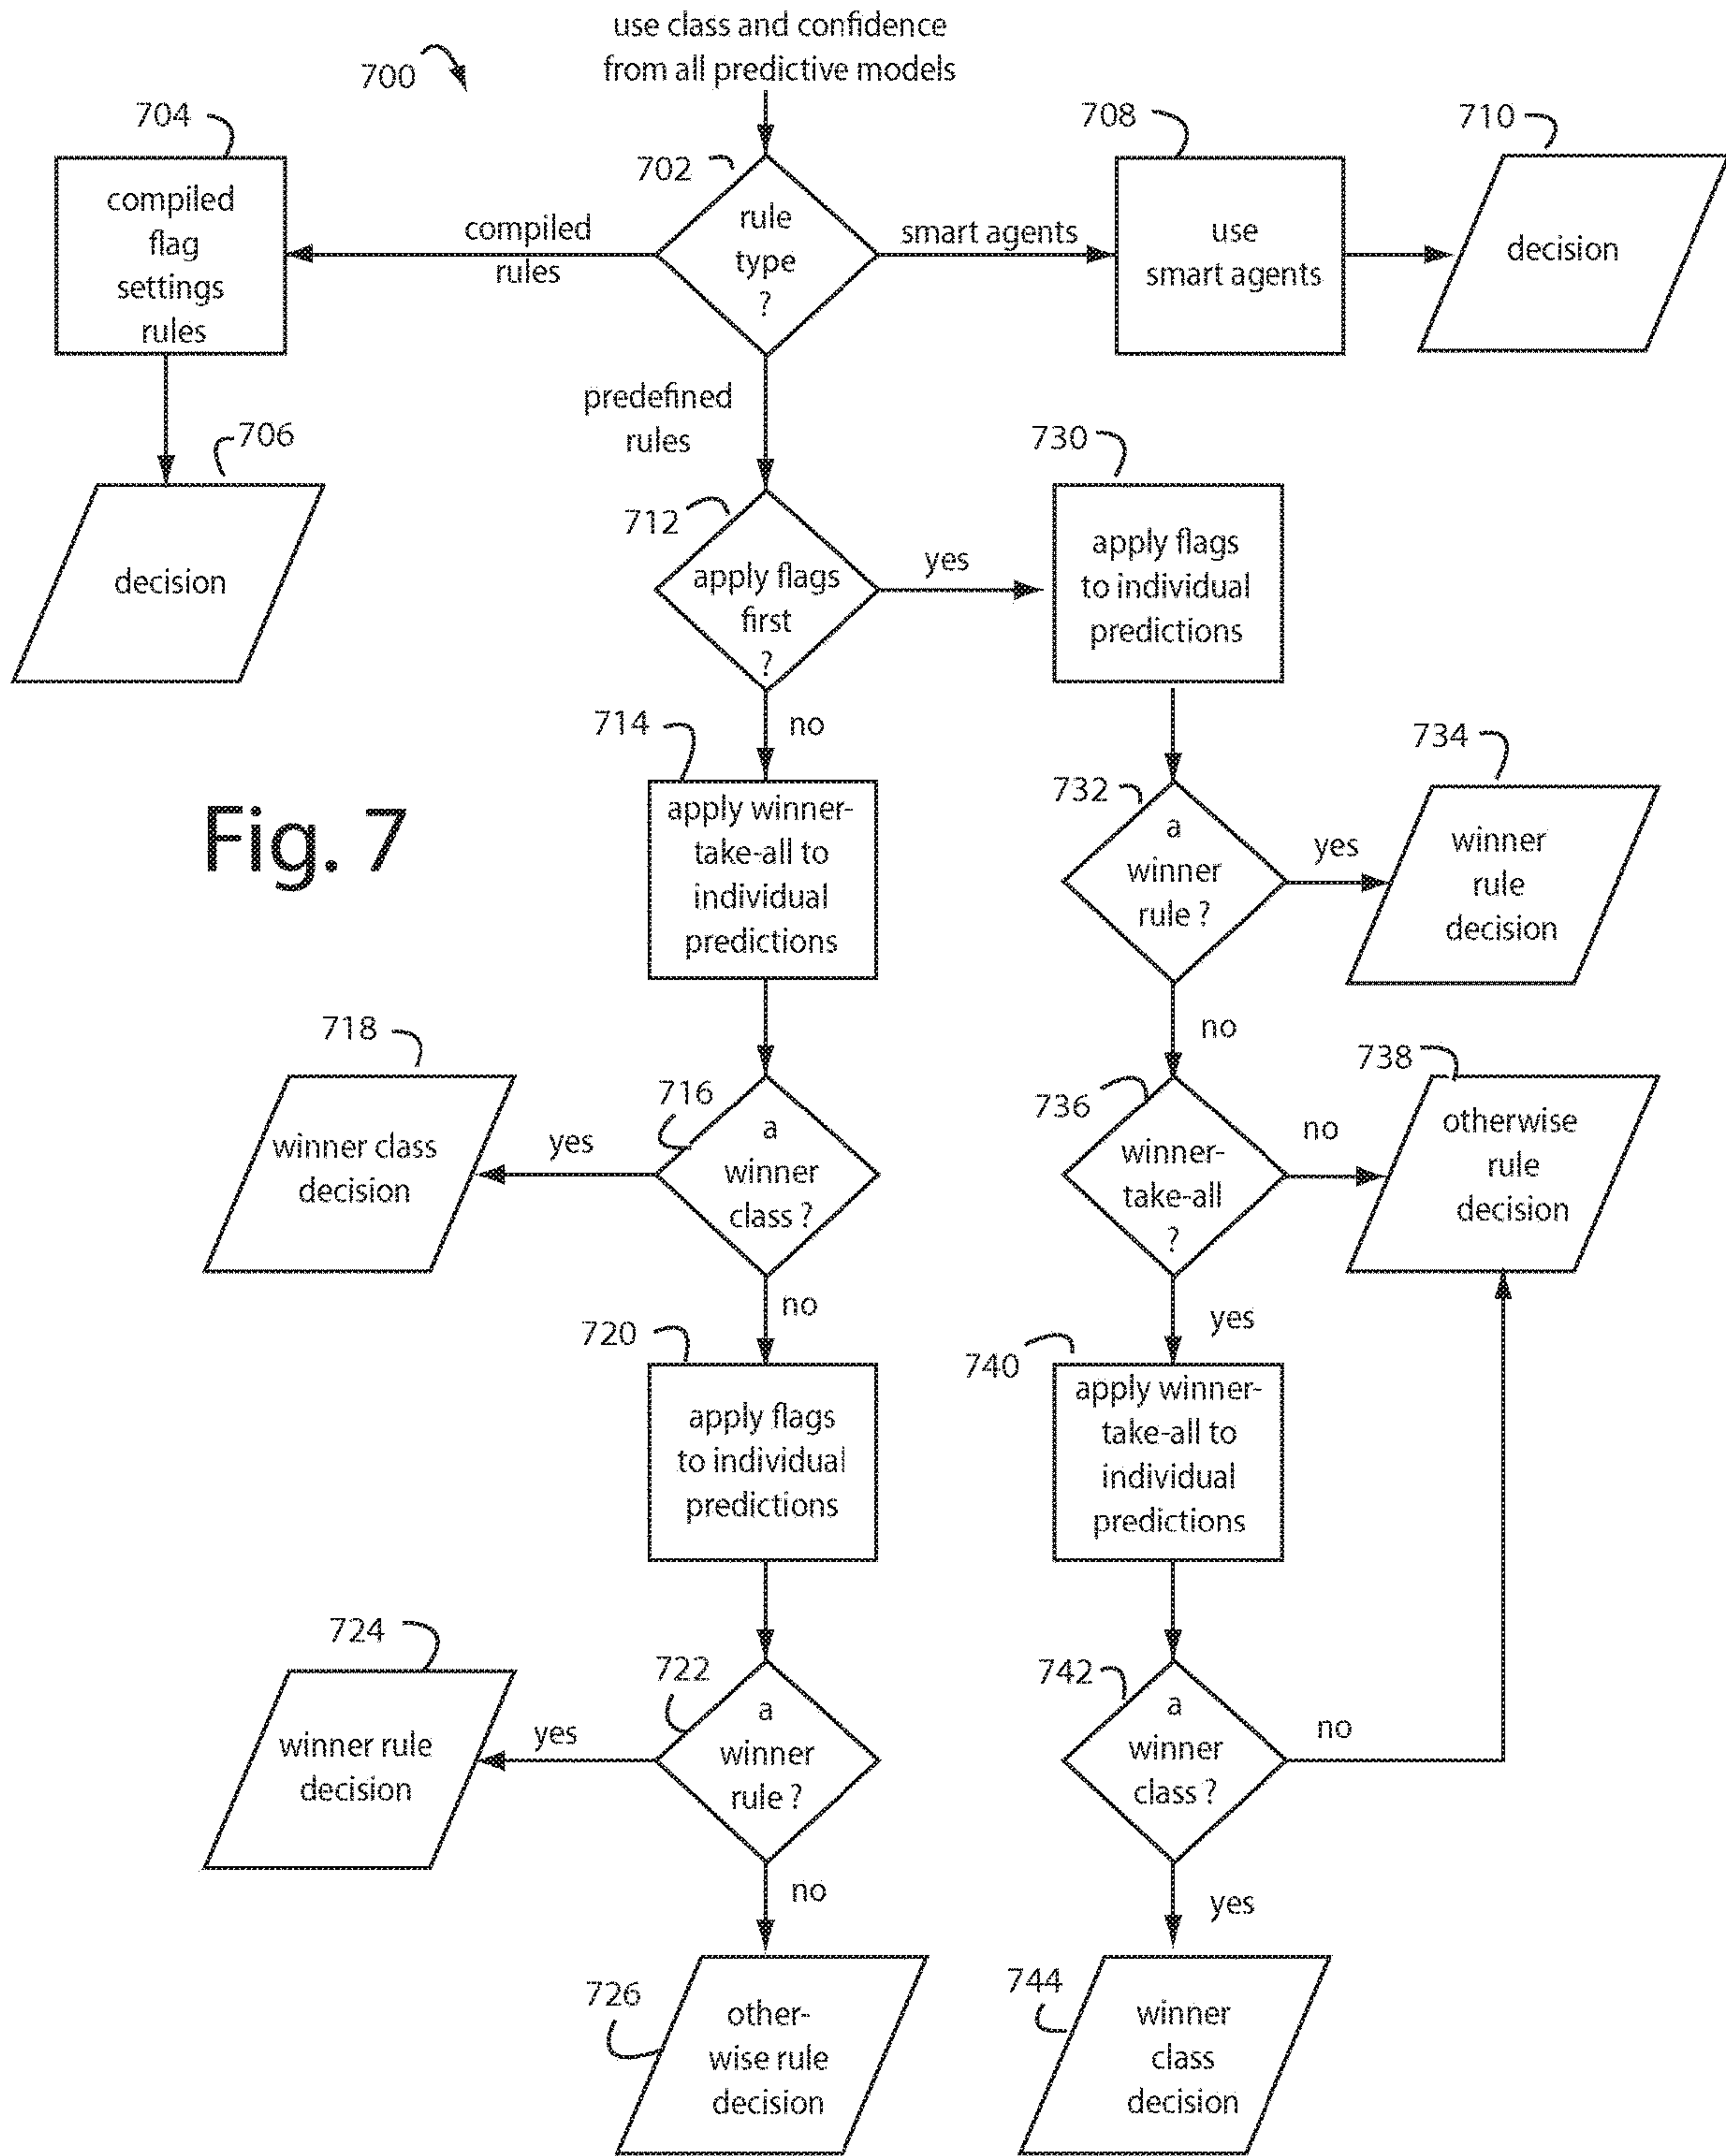 use class and confidence
from all predictive models
700
704
compiled
flag
settings
rules
702
rule
type
?
compiled
rules
smart agents
708
use
smart agents
710
decision
predefined
rules
706
decision
712
apply flags
first
?
yes
730
apply flags
to individual
predictions
no
714
apply winner-
take-all to
individual
predictions
Fig. 7
732
a
winner
rule ?
yes
734
winner
rule
decision
no
718
winner class
decision
yes
716
a
winner
class ?
736
winner-
take-all
?
no
738
otherwise
rule
decision
no
yes
720
apply flags
to individual
predictions
740
apply winner-
take-all to
individual
predictions
724
winner rule
decision
yes
722
a
winner
rule ?
742
a
winner
class ?
no
no
yes
726
other-
wise rule
decision
744
winner
class
decision